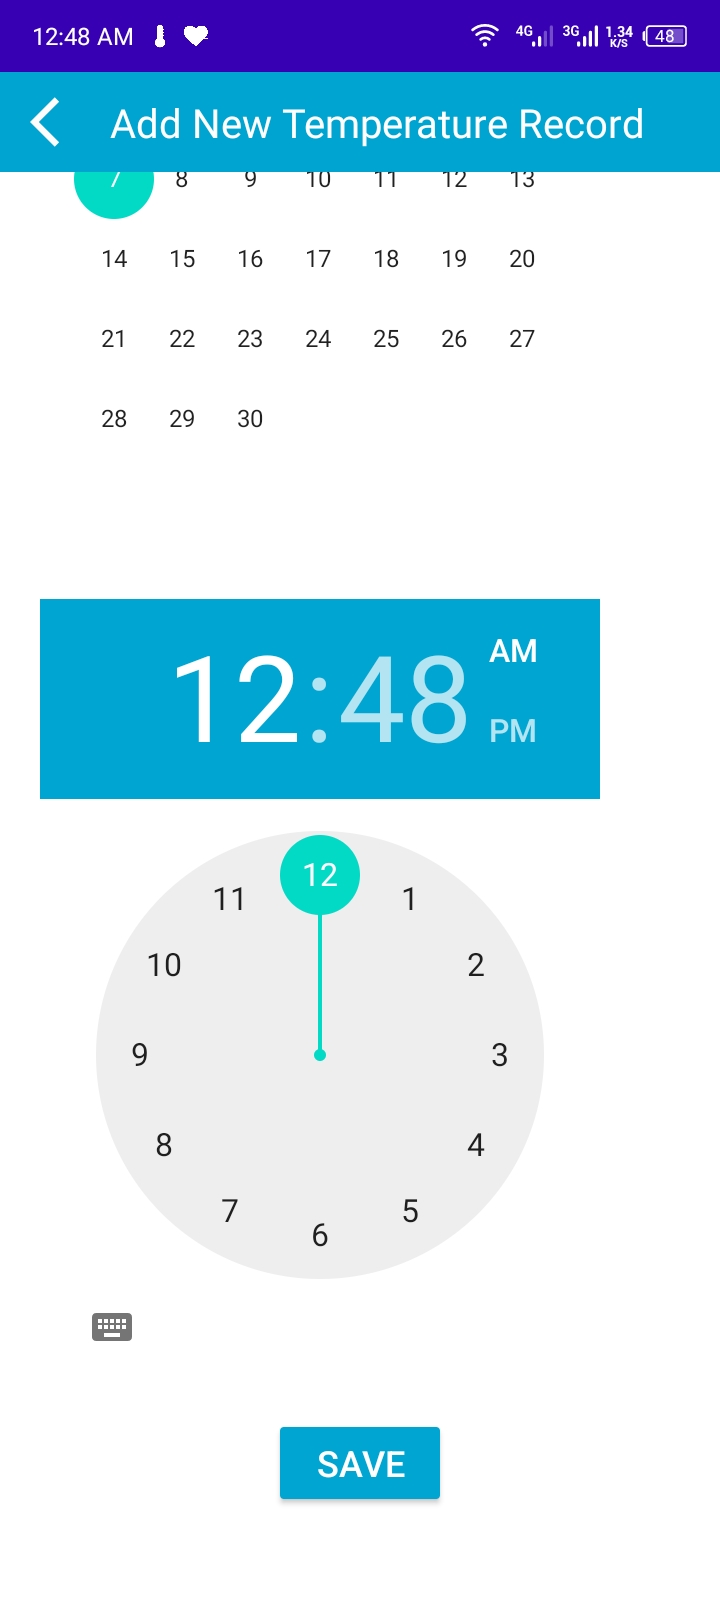 12:48 AM 4G 3G 1.34 K/S 48
Add New Temperature Record
7 8 9 10 11 12 13
14 15 16 17 18 19 20
21 22 23 24 25 26 27
28 29 30
12:48 AM
PM
12
11 1
10 2
9 3
8 4
7 5
6
SAVE